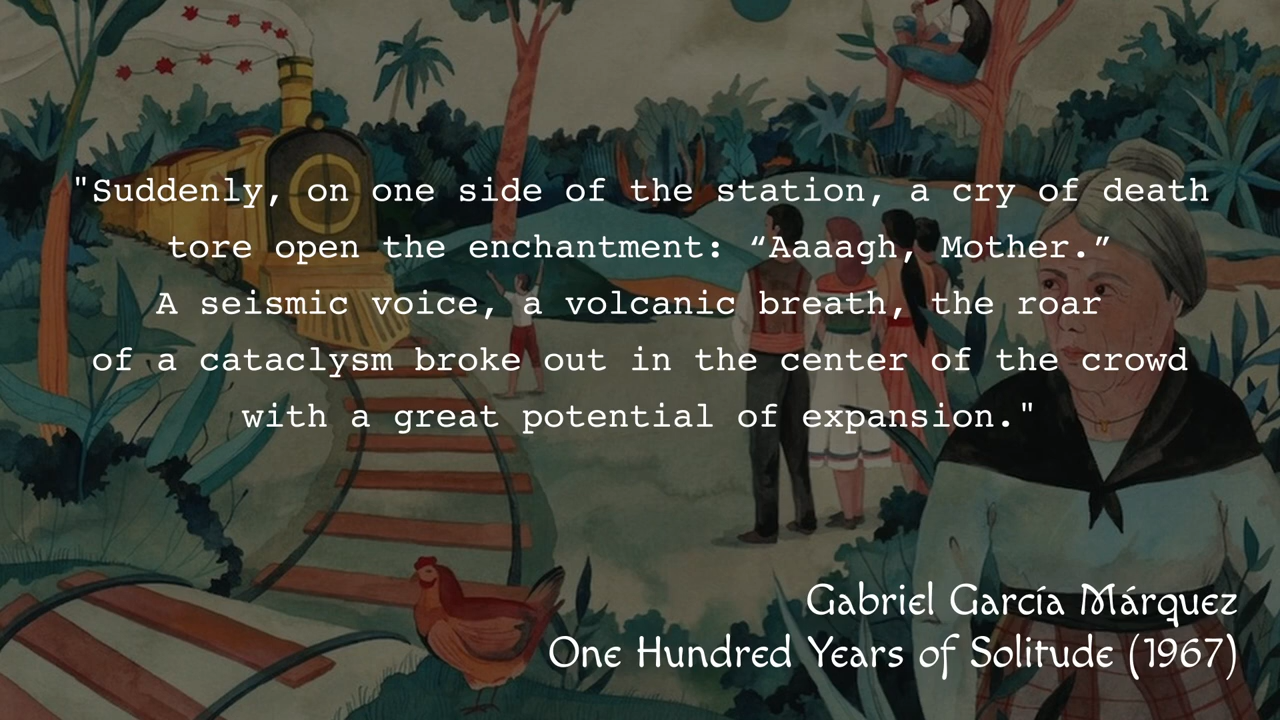 "Suddenly, on one side of the station, a cry of death
tore open the enchantment: “Aaaagh, Mother.”
A seismic voice, a volcanic breath, the roar
of a cataclysm broke out in the center of the crowd
with a great potential of expansion."
Gabriel García Márquez
One Hundred Years of Solitude (1967)